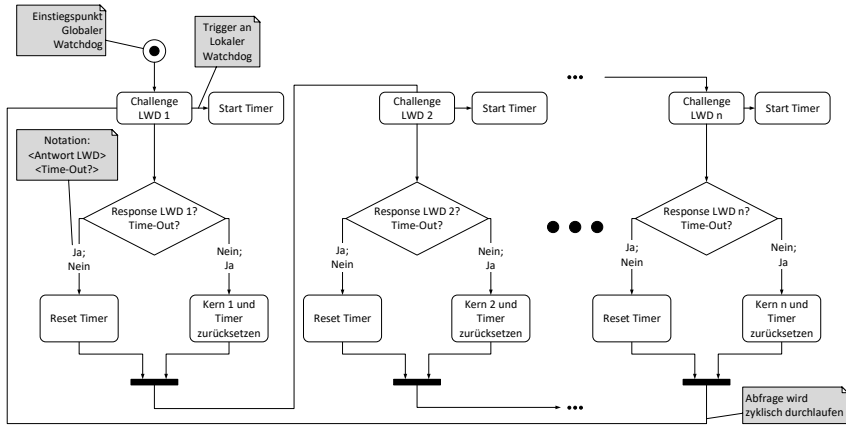 Einstiegspunkt
Globaler
Watchdog
Trigger an
Lokaler
Watchdog
Challenge
LWD 1
Start Timer
Notation:
<Antwort LWD>
<Time-Out?>
Response LWD 1?
Time-Out?
Ja;
Nein
Nein;
Ja
Reset Timer
Kern 1 und
Timer
zurücksetzen
Challenge
LWD 2
Start Timer
Response LWD 2?
Time-Out?
Ja;
Nein
Nein;
Ja
Reset Timer
Kern 2 und
Timer
zurücksetzen
Challenge
LWD n
Start Timer
Response LWD n?
Time-Out?
Ja;
Nein
Nein;
Ja
Reset Timer
Kern n und
Timer
zurücksetzen
Abfrage wird
zyklisch durchlaufen